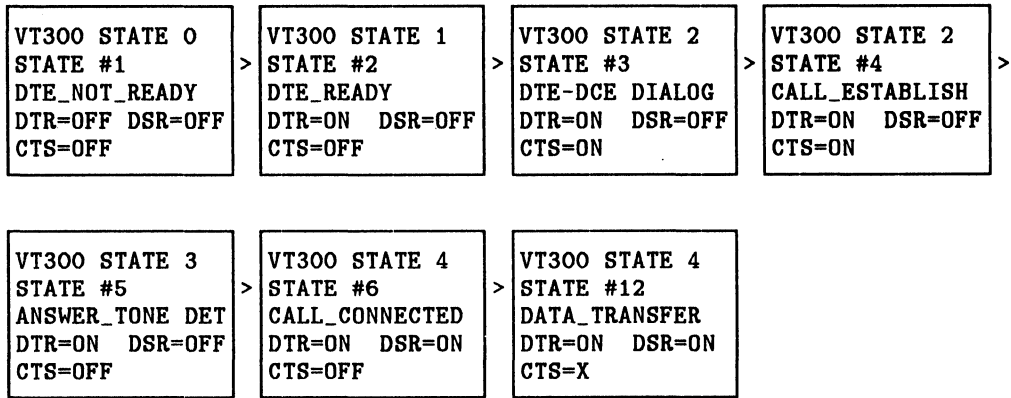 VT300 STATE 0
STATE #1
DTE_NOT_READY
DTR=OFF DSR=OFF
CTS=OFF
>
VT300 STATE 1
STATE #2
DTE_READY
DTR=ON DSR=OFF
CTS=OFF
>
VT300 STATE 2
STATE #3
DTE-DCE DIALOG
DTR=ON DSR=OFF
CTS=ON
>
VT300 STATE 2
STATE #4
CALL_ESTABLISH
DTR=ON DSR=OFF
CTS=ON
>
VT300 STATE 3
STATE #5
ANSWER_TONE DET
DTR=ON DSR=OFF
CTS=OFF
>
VT300 STATE 4
STATE #6
CALL_CONNECTED
DTR=ON DSR=ON
CTS=OFF
>
VT300 STATE 4
STATE #12
DATA_TRANSFER
DTR=ON DSR=ON
CTS=X